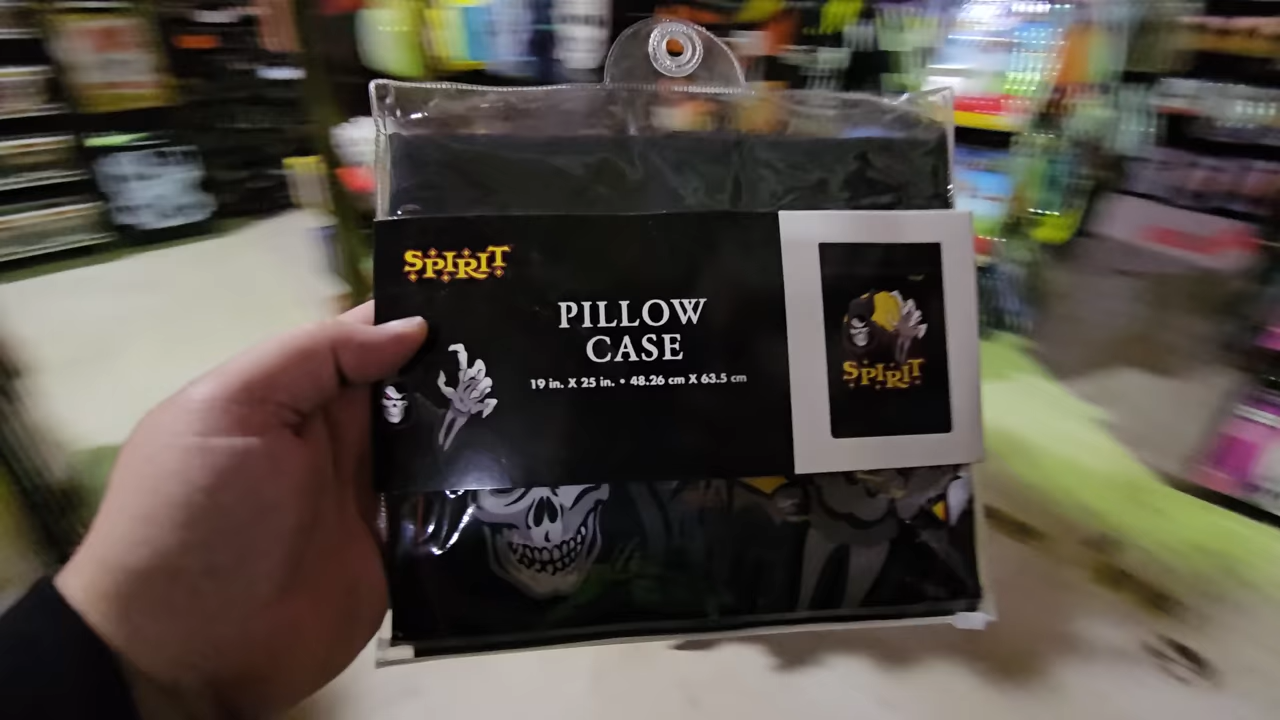 SPIRIT
PILLOW
CASE
19 in. X 25 in. • 48.26 cm X 63.5 cm
SPIRIT